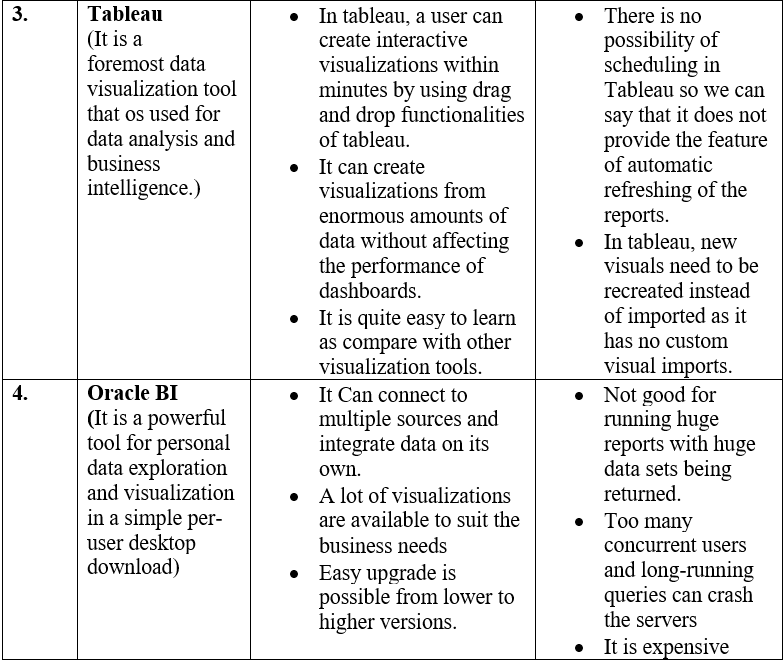 3.
Tableau
(It is a
foremost data
visualization tool
that os used for
data analysis and
business
intelligence.)
• In tableau, a user can
create interactive
visualizations within
minutes by using drag
and drop functionalities
of tableau.
• It can create
visualizations from
enormous amounts of
data without affecting
the performance of
dashboards.
• It is quite easy to learn
as compare with other
visualization tools.
• There is no
possibility of
scheduling in
Tableau so we can
say that it does not
provide the feature
of automatic
refreshing of the
reports.
• In tableau, new
visuals need to be
recreated instead
of imported as it
has no custom
visual imports.
4.
Oracle BI
(It is a powerful
tool for personal
data exploration
and visualization
in a simple per-
user desktop
download)
• It Can connect to
multiple sources and
integrate data on its
own.
• A lot of visualizations
are available to suit the
business needs
• Easy upgrade is
possible from lower to
higher versions.
• Not good for
running huge
reports with huge
data sets being
returned.
• Too many
concurrent users
and long-running
queries can crash
the servers
• It is expensive